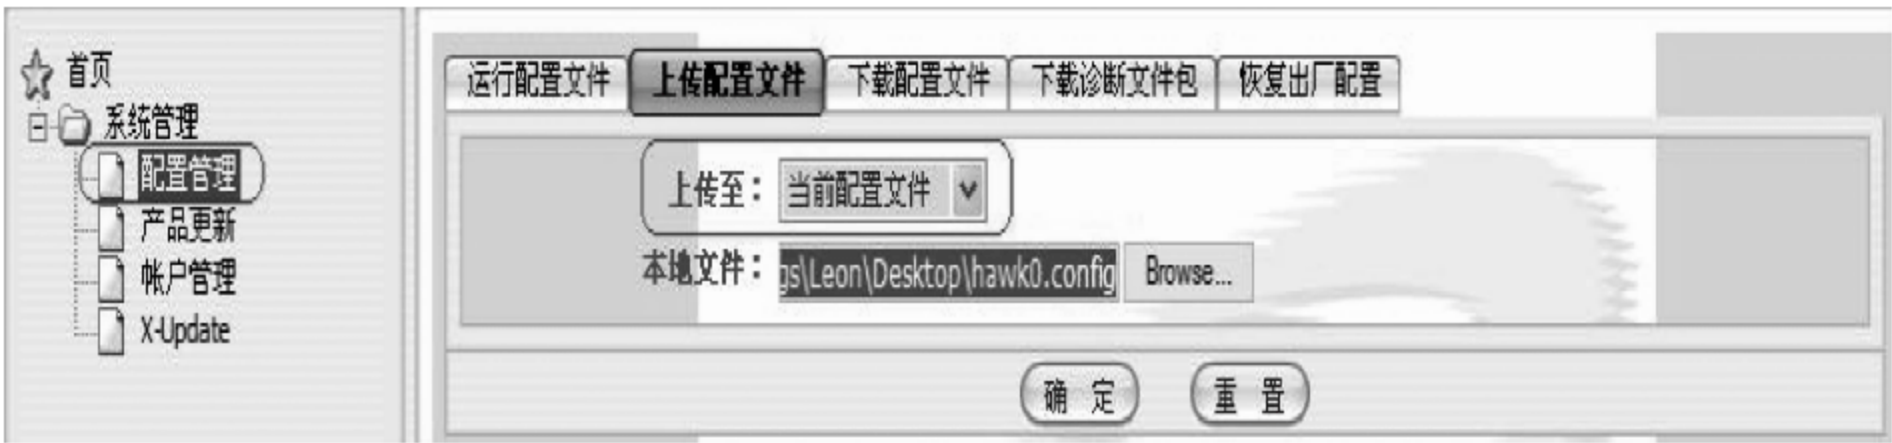 首页
系统管理
配置管理
产品更新
帐户管理
X-Update
运行配置文件 上传配置文件 下载配置文件 下载诊断文件包 恢复出厂配置
上传至： 当前配置文件
本地文件： gs\Leon\Desktop\hawk0.config Browse...
确 定 重 置